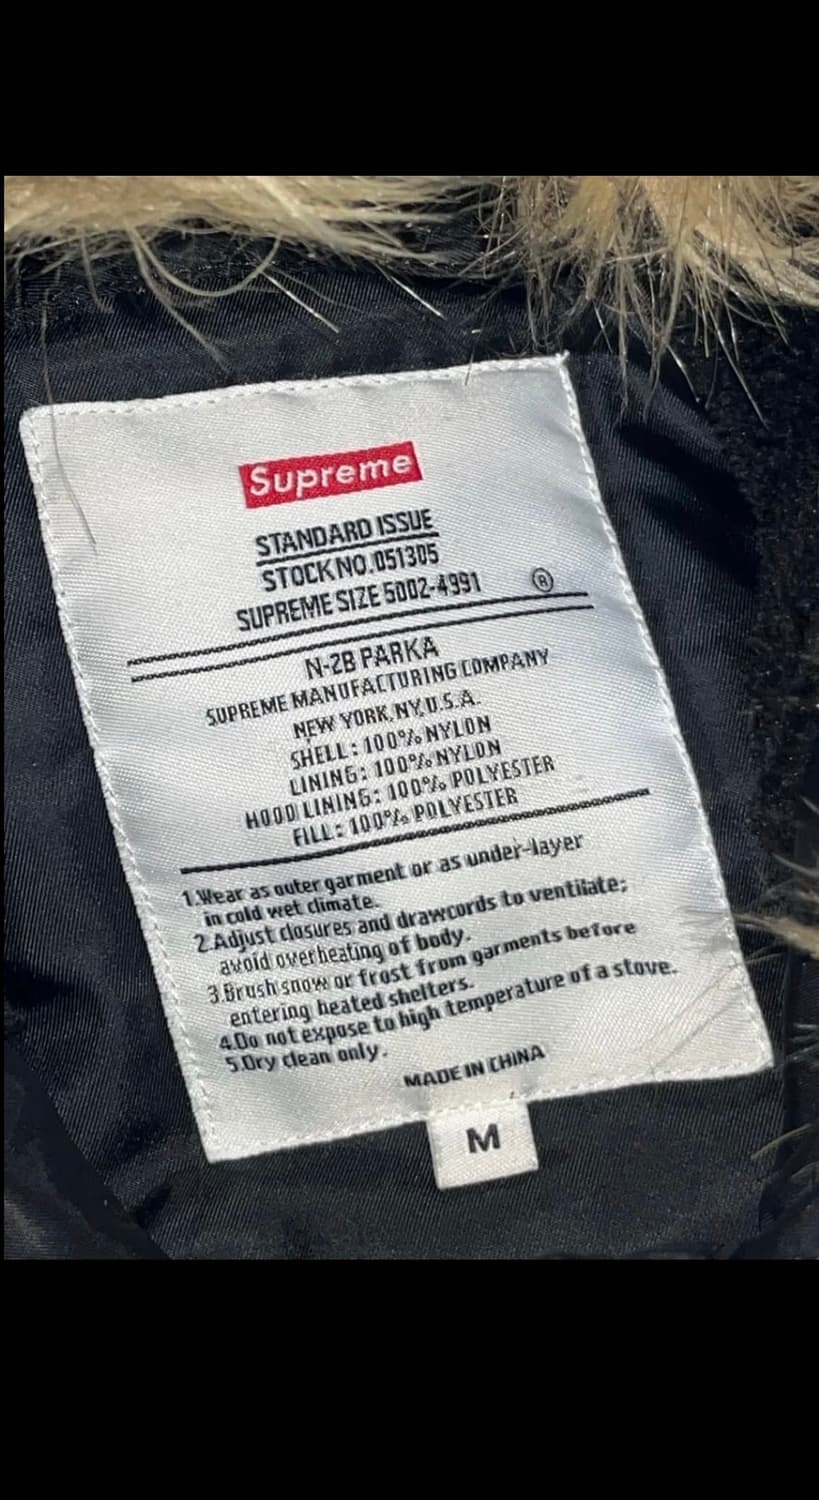 Supreme
STANDARD ISSUE
STOCK NO.051305
SUPREME SIZE 5002-4991 ®
N-2B PARKA
SUPREME MANUFACTURING COMPANY
NEW YORK,NY,U.S.A.
SHELL: 100% NYLON
LINING: 100% NYLON
HOOD LINING: 100% POLYESTER
FILL: 100% POLYESTER
1.Wear as outer garment or as under-layer
in cold wet climate.
2.Adjust closures and drawcords to ventilate;
avoid overheating of body.
3.Brush snow or frost from garments before
entering heated shelters.
4.Do not expose to high temperature of a stove.
5.Dry clean only.
MADE IN CHINA
M